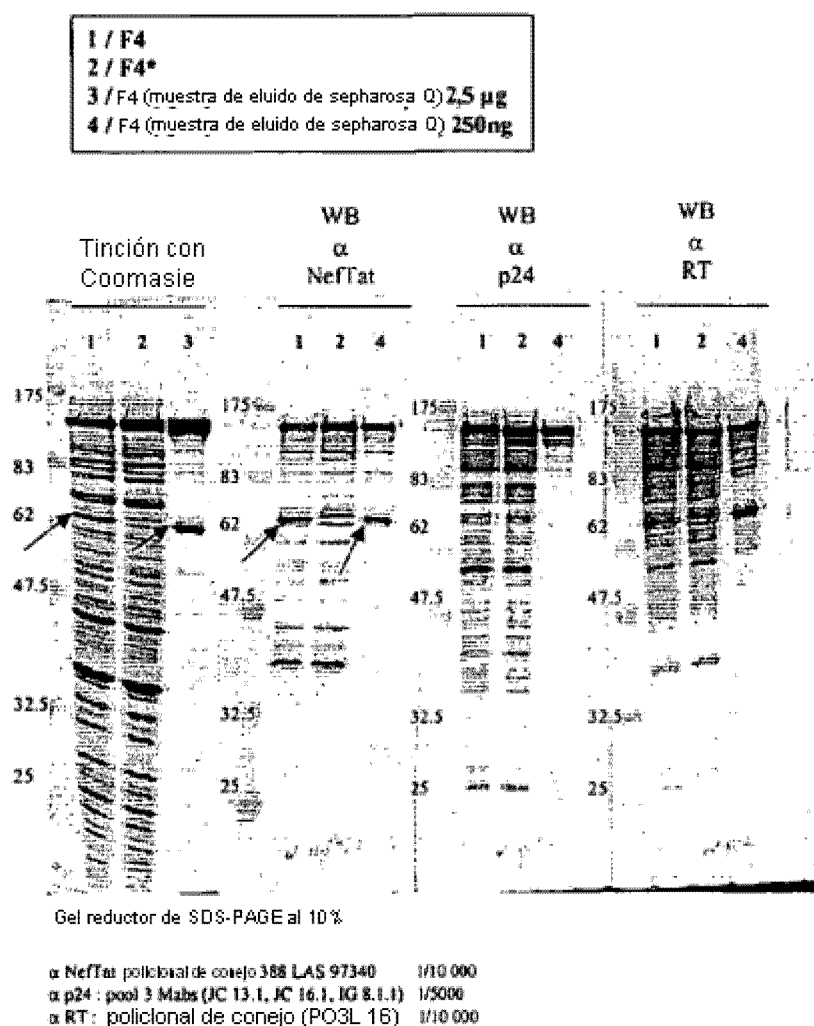 1 / F4
2 / F4*
3 / F4 (muestra de eluido de sepharosa Q) 2,5 µg
4 / F4 (muestra de eluido de sepharosa Q) 250ng
Tinción con
Coomasie
WB
α
NefTat
WB
α
p24
WB
α
RT
1 2 3
1 2 4
1 2 4
1 2 4
175
83
62
47.5
32.5
25
175
83
62
47.5
32.5
25
175
83
62
47.5
32.5
25
175
83
62
47.5
32.5
25
Gel reductor de SDS-PAGE al 10%
α NefTat policlonal de conejo 388 LAS 97340 1/10 000
α p24 : pool 3 Mabs (JC 13.1, JC 16.1, IG 8.1.1) 1/5000
α RT : policlonal de conejo (PO3L 16) 1/10 000